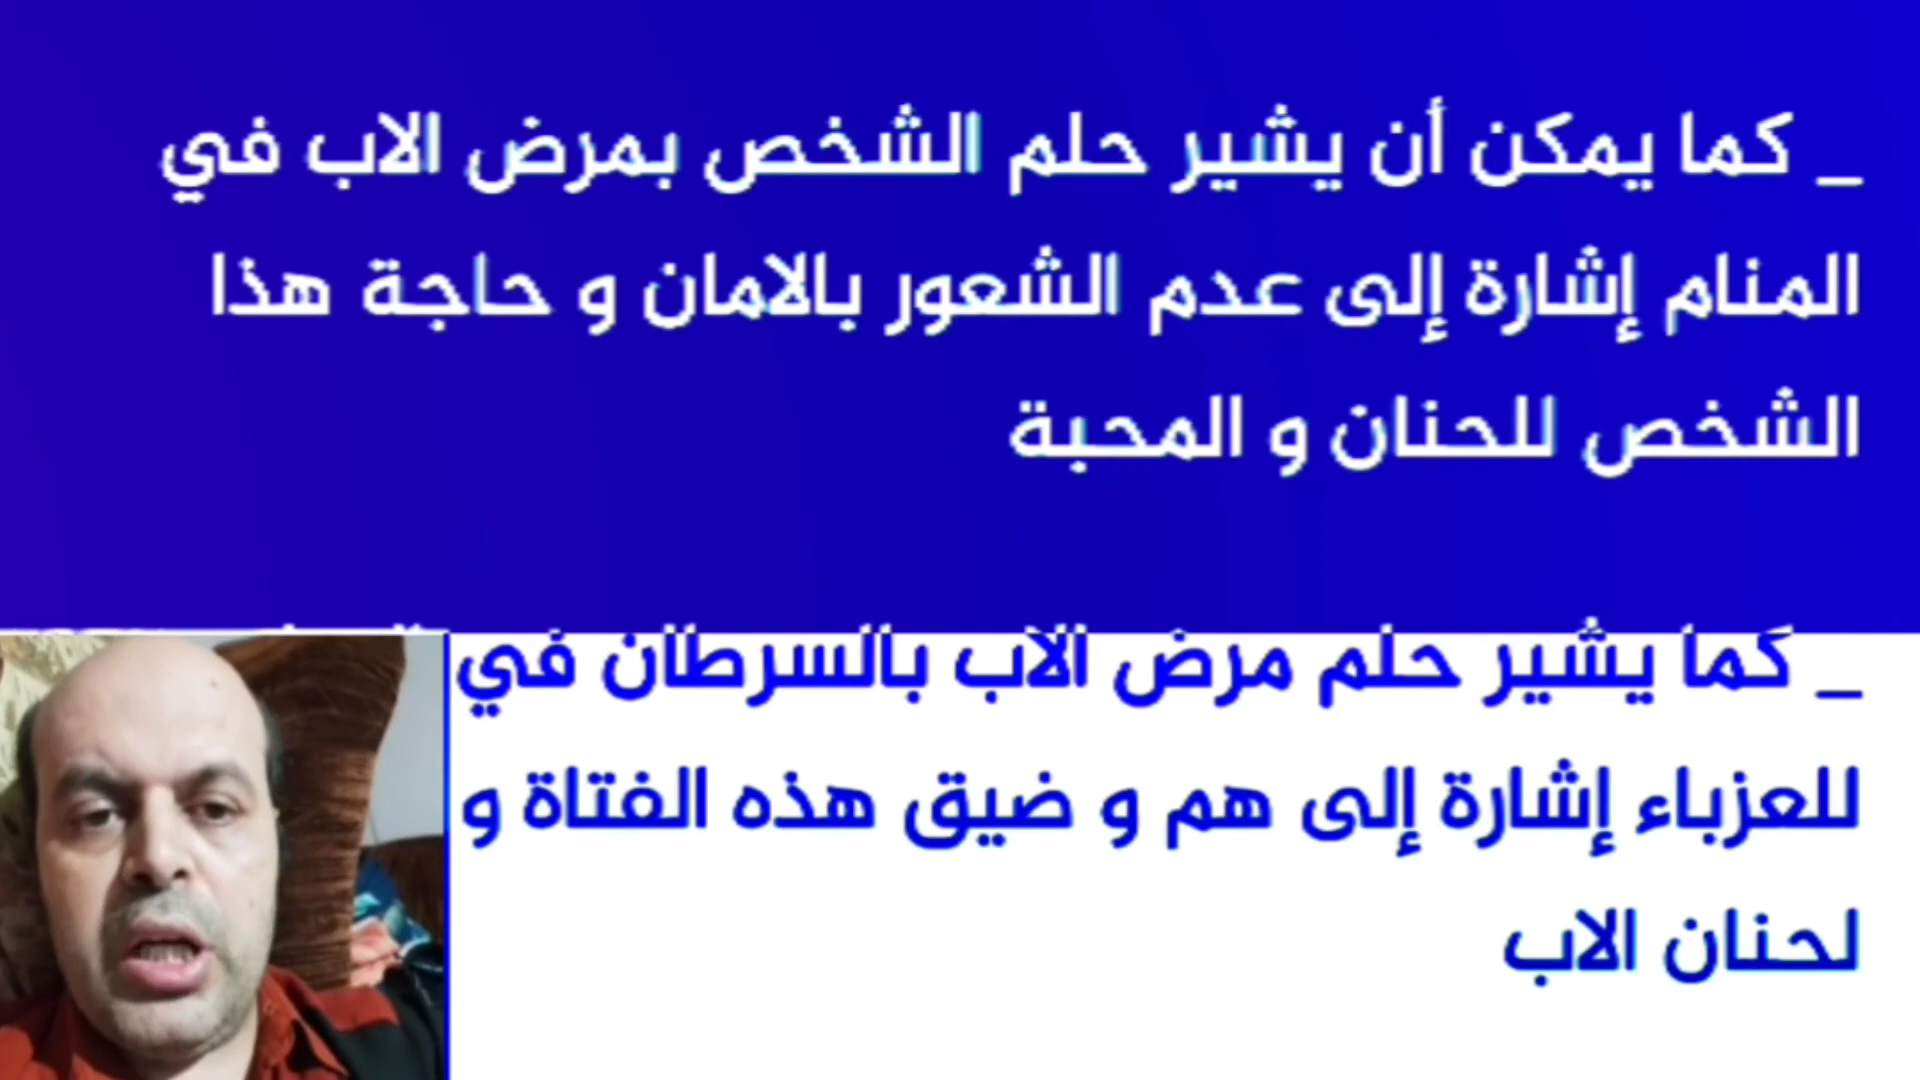 _ كما يمكن أن يشير حلم الشخص بمرض الاب في
المنام إشارة إلى عدم الشعور بالامان و حاجة هذا
الشخص للحنان و المحبة
_ كما يشير حلم مرض الاب بالسرطان في
للعزباء إشارة إلى هم و ضيق هذه الفتاة و
لحنان الاب